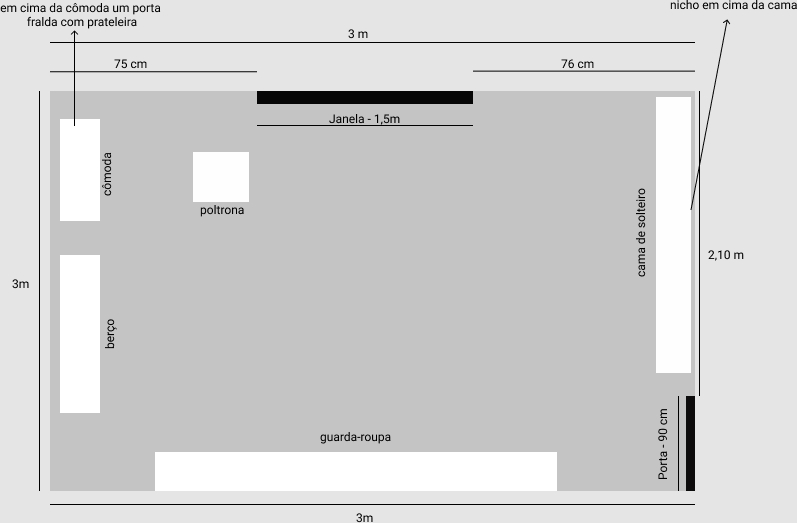 em cima da cômoda um porta
fralda com prateleira
nicho em cima da cama
3 m
75 cm
76 cm
Janela - 1,5m
cômoda
poltrona
cama de solteiro
2,10 m
3m
berço
guarda-roupa
Porta - 90 cm
3m